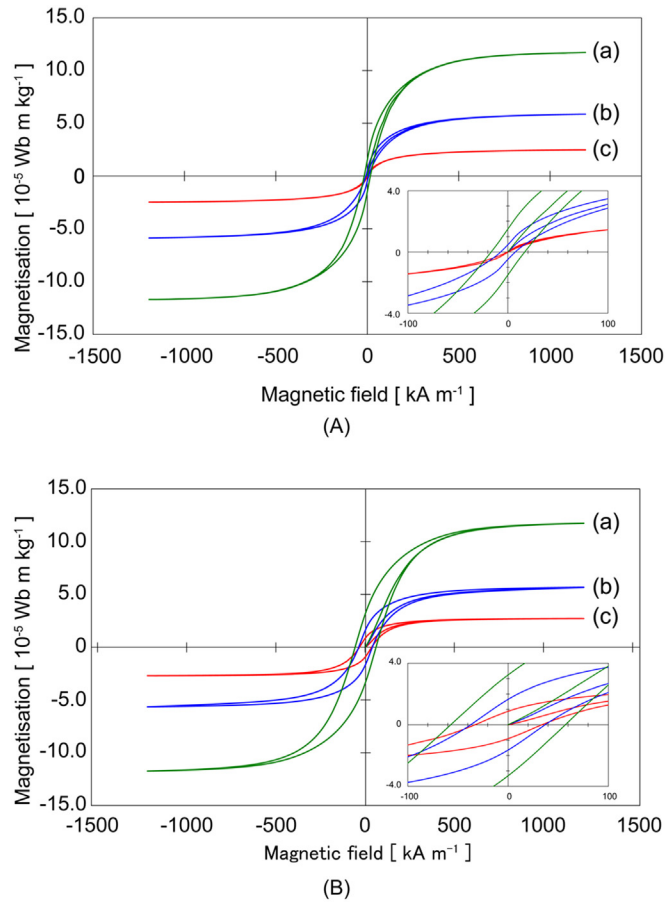 15.0
10.0
5.0
0
-5.0
-10.0
-15.0
-1500 -1000 -500 0 500 1000 1500
Magnetisation [ 10⁻⁵ Wb m kg⁻¹ ]
Magnetic field [ kA m⁻¹ ]
(a)
(b)
(c)
4.0
0
-4.0
-100 0 100
(A)
15.0
10.0
5.0
0
-5.0
-10.0
-15.0
-1500 -1000 -500 0 500 1000 1500
Magnetisation [ 10⁻⁵ Wb m kg⁻¹ ]
Magnetic field [ kA m⁻¹ ]
(a)
(b)
(c)
4.0
0
-4.0
-100 0 100
(B)